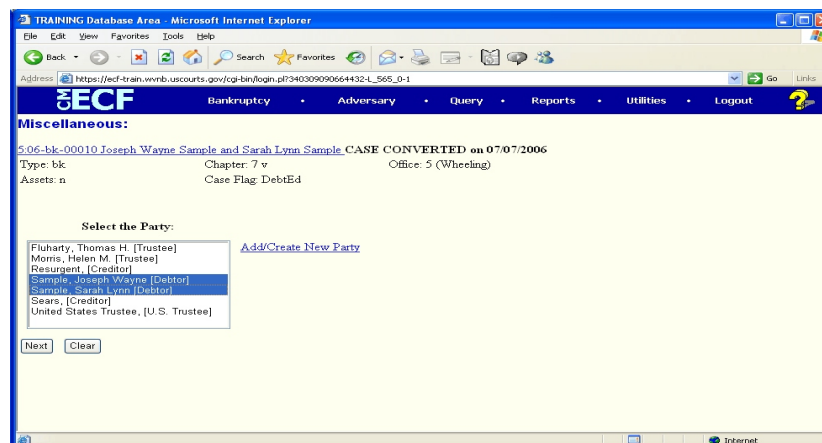 TRAINING Database Area - Microsoft Internet Explorer
File Edit View Favorites Tools Help
Back Search Favorites
Address https://ecf-train.wvnb.uscourts.gov/cgi-bin/login.pl?340309090664432-L_565_0-1 Go Links
CM ECF Bankruptcy • Adversary • Query • Reports • Utilities • Logout ?
Miscellaneous:
5:06-bk-00010 Joseph Wayne Sample and Sarah Lynn Sample CASE CONVERTED on 07/07/2006
Type: bk Chapter: 7 v Office: 5 (Wheeling)
Assets: n Case Flag: DebtEd
Select the Party:
Fluharty, Thomas H. [Trustee] Add/Create New Party
Morris, Helen M. [Trustee]
Resurgent, [Creditor]
Sample, Joseph Wayne [Debtor]
Sample, Sarah Lynn [Debtor]
Sears, [Creditor]
United States Trustee, [U.S. Trustee]
Next Clear
Internet